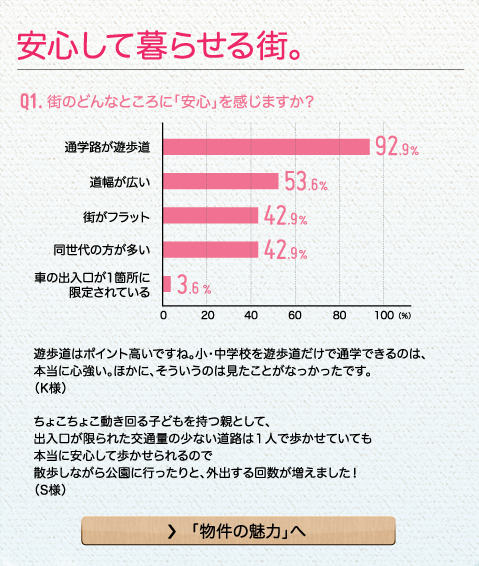 安心して暮らせる街。
Q1. 街のどんなところに「安心」を感じますか？
通学路が遊歩道 92.9%
道幅が広い 53.6%
街がフラット 42.9%
同世代の方が多い 42.9%
車の出入口が1箇所に
限定されている 3.6%
0 20 40 60 80 100 (%)
遊歩道はポイント高いですね。小・中学校を遊歩道だけで通学できるのは、
本当に心強い。ほかに、そういうのは見たことがなっかったです。
（K様）
ちょこちょこ動き回る子どもを持つ親として、
出入口が限られた交通量の少ない道路は1人で歩かせていても
本当に安心して歩かせられるので
散歩しながら公園に行ったりと、外出する回数が増えました！
（S様）
❯ 「物件の魅力」へ